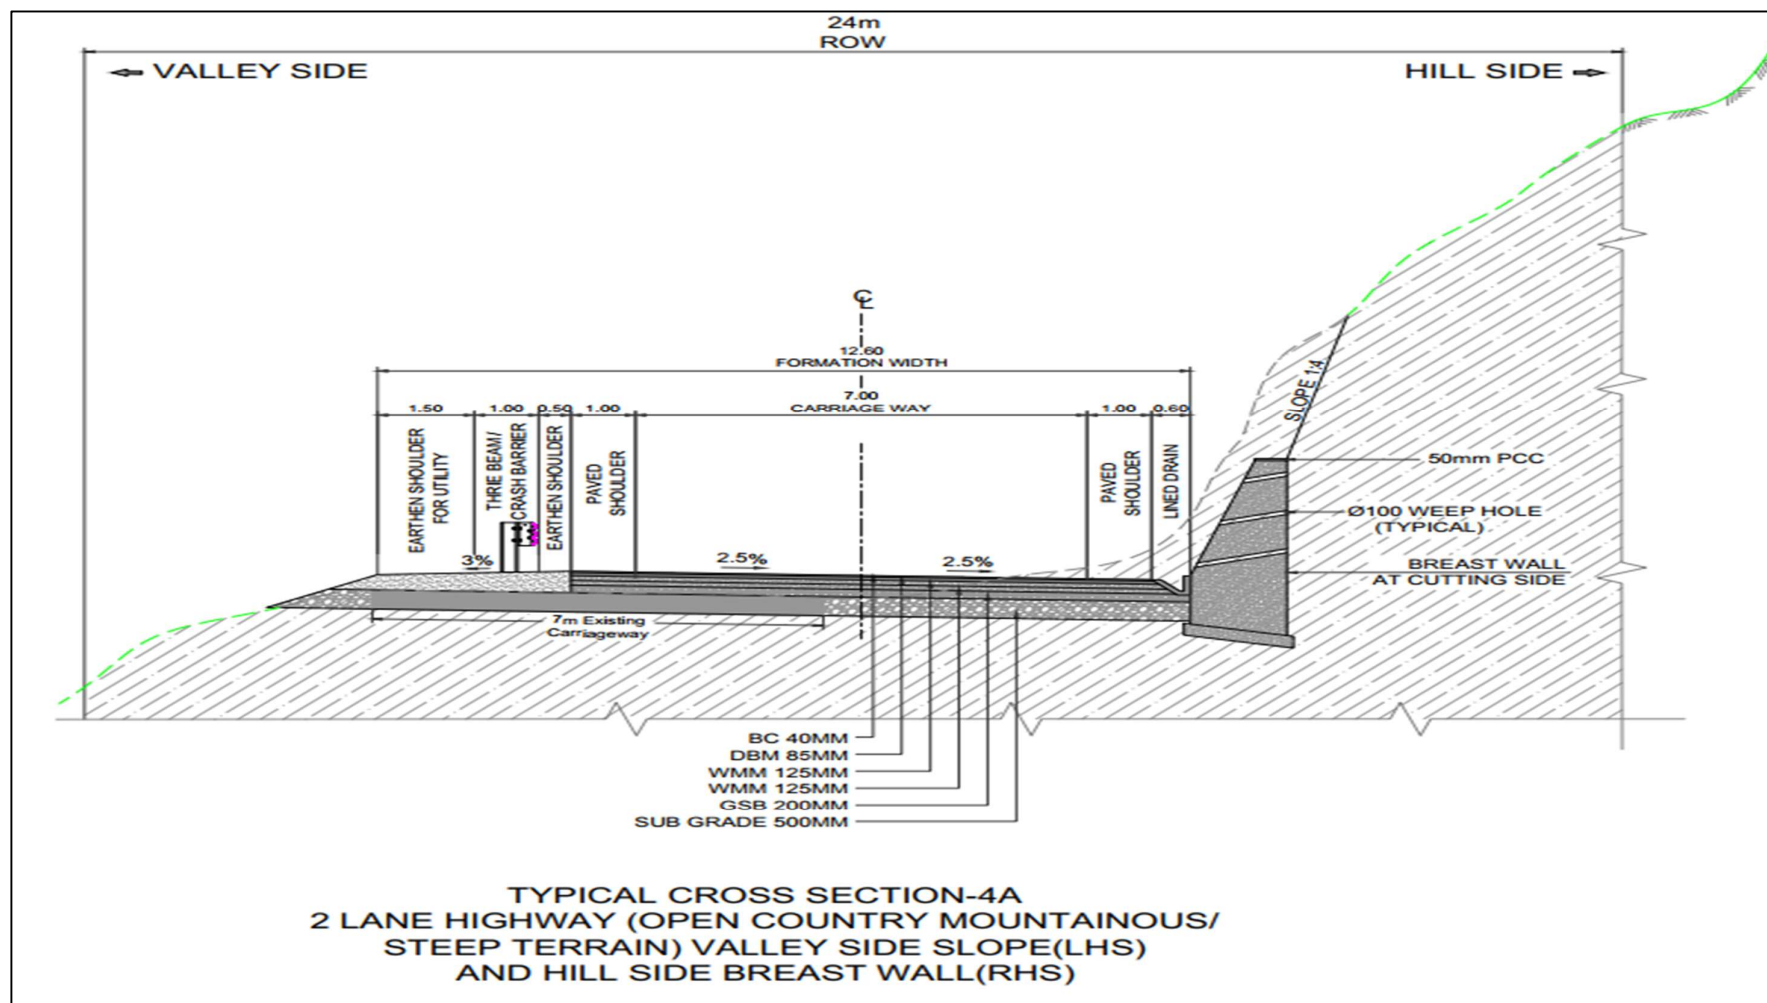 24m
ROW
VALLEY SIDE
HILL SIDE
℄
12.60
FORMATION WIDTH
7.00
CARRIAGE WAY
1.50
1.00
0.50
1.00
1.00
0.60
EARTHEN SHOULDER
FOR UTILITY
THRIE BEAM/
CRASH BARRIER
EARTHEN SHOULDER
PAVED
SHOULDER
PAVED
SHOULDER
LINED DRAIN
SLOPE 1:4
50mm PCC
Ø100 WEEP HOLE
(TYPICAL)
BREAST WALL
AT CUTTING SIDE
3%
2.5%
2.5%
7m Existing
Carriageway
BC 40MM
DBM 85MM
WMM 125MM
WMM 125MM
GSB 200MM
SUB GRADE 500MM
TYPICAL CROSS SECTION-4A
2 LANE HIGHWAY (OPEN COUNTRY MOUNTAINOUS/
STEEP TERRAIN) VALLEY SIDE SLOPE(LHS)
AND HILL SIDE BREAST WALL(RHS)